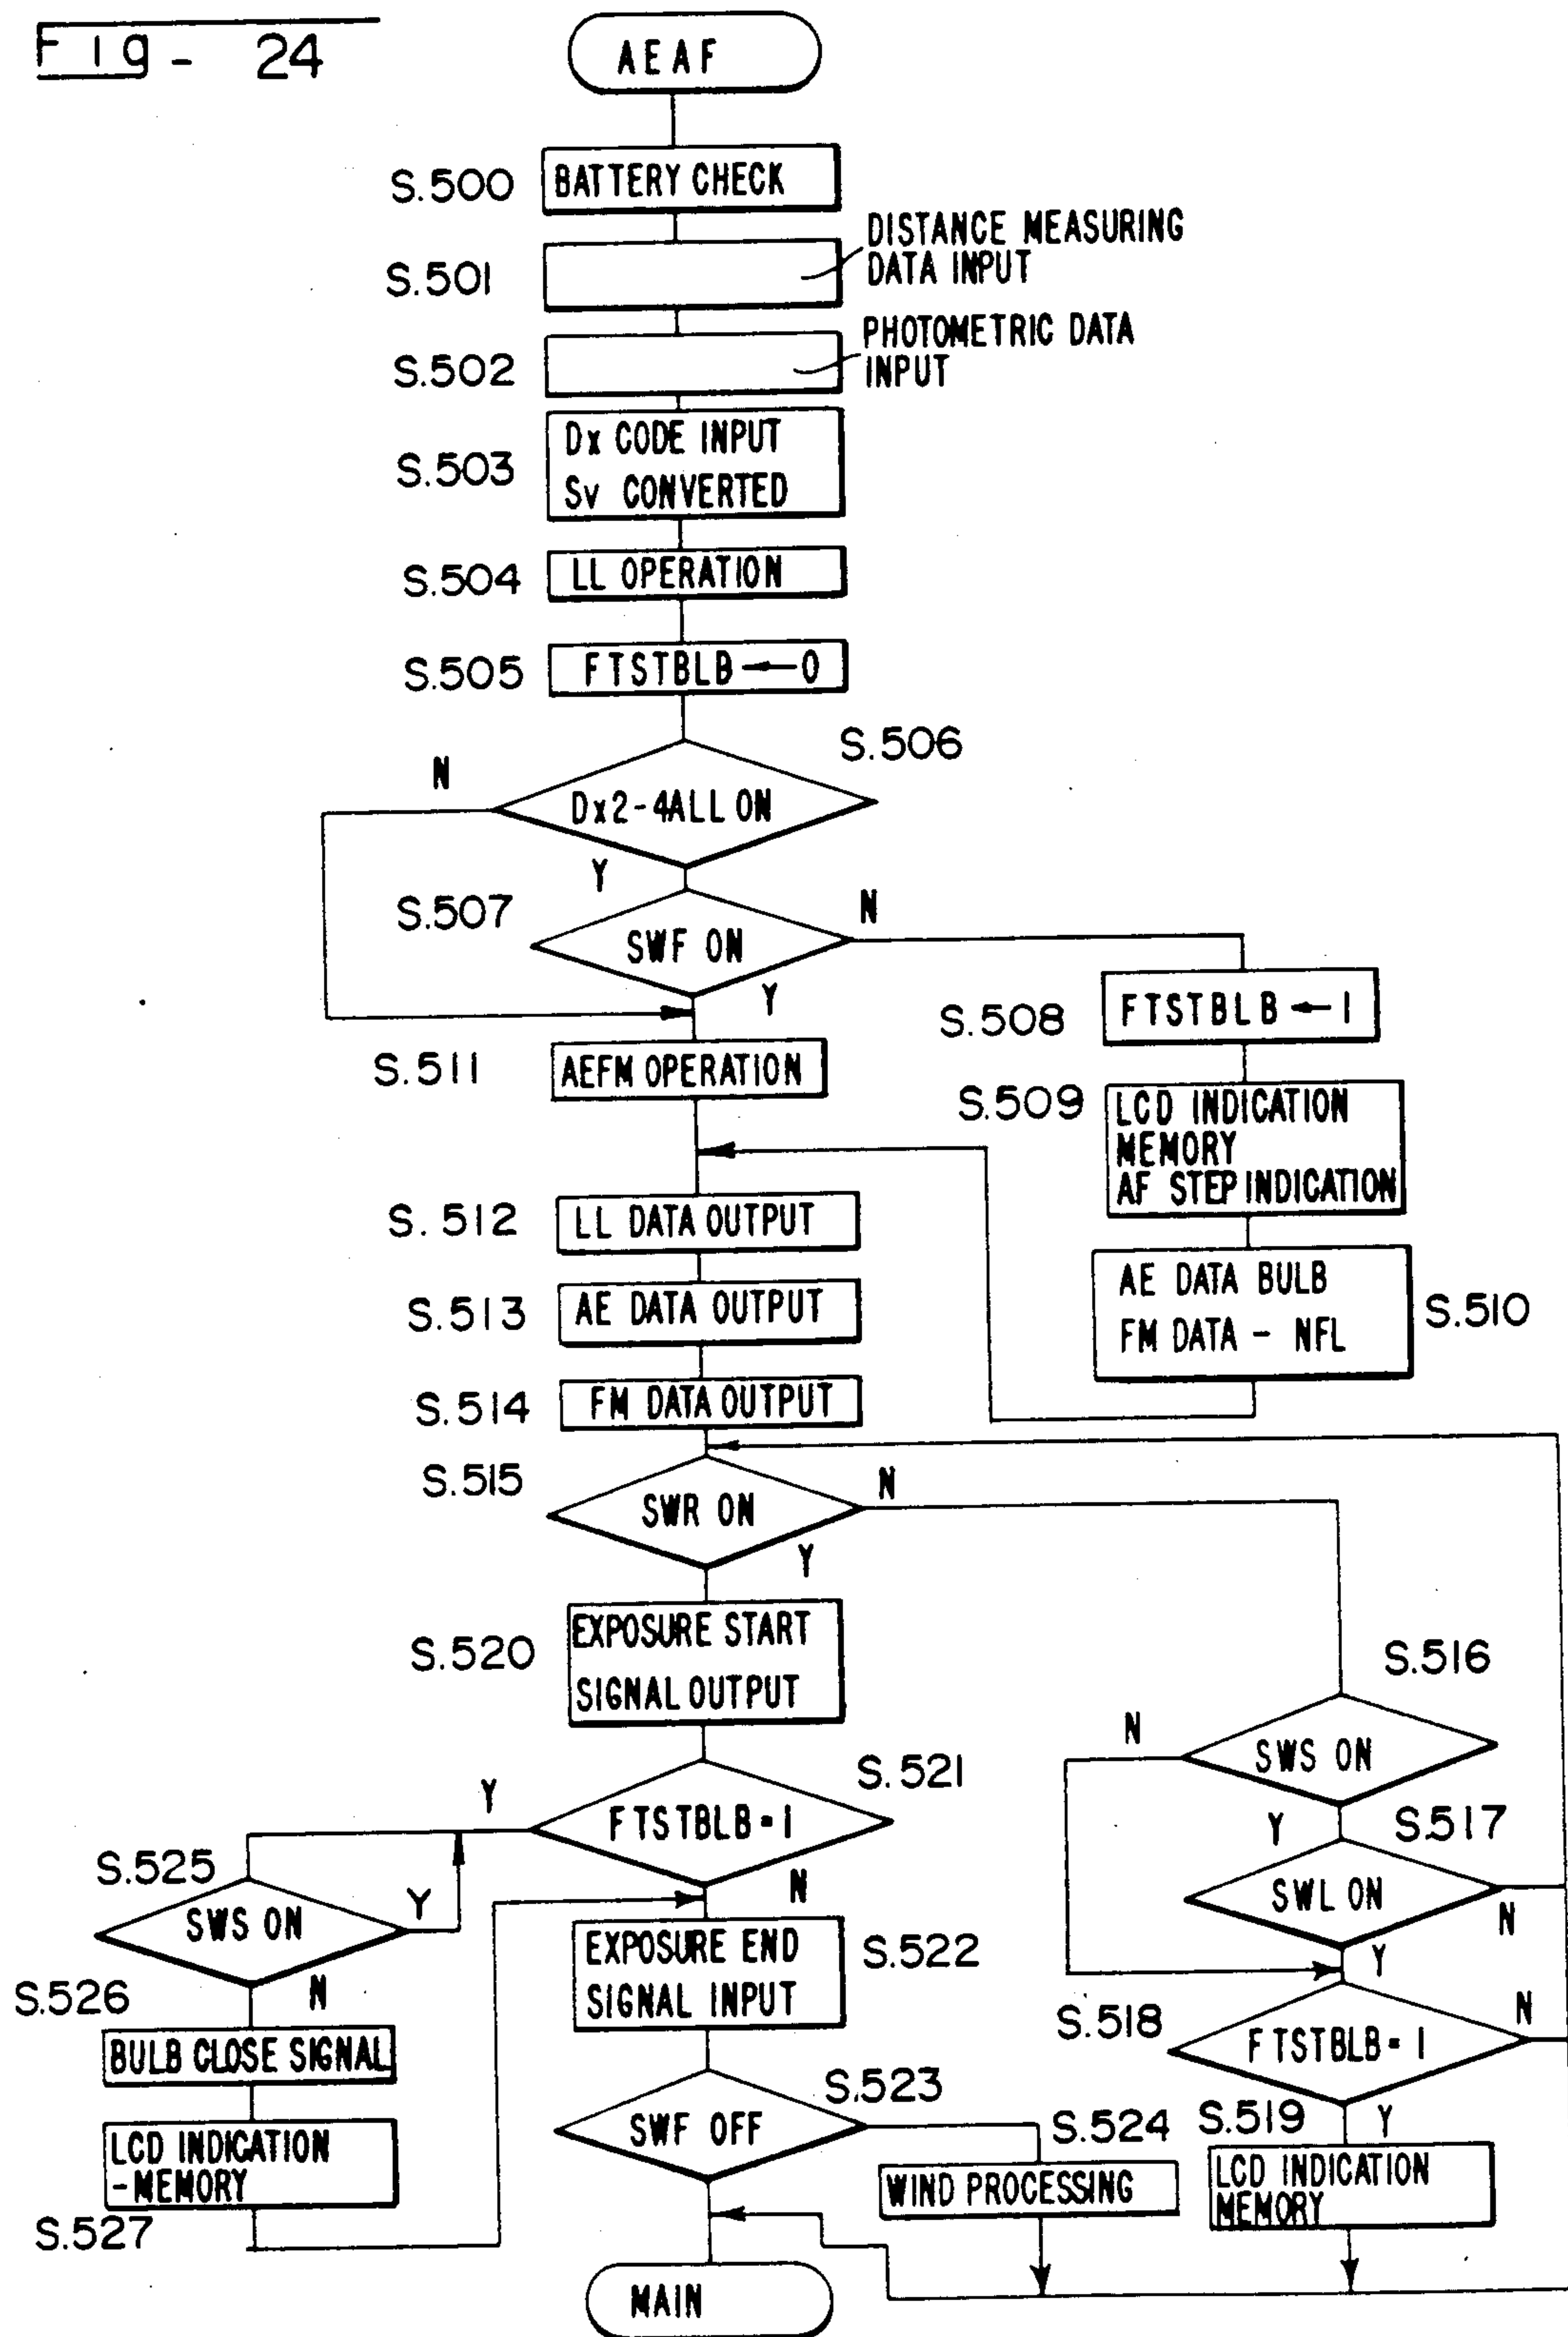 Fig - 24
AEAF
S.500
BATTERY CHECK
S.501
DISTANCE MEASURING
DATA INPUT
S.502
PHOTOMETRIC DATA
INPUT
S.503
Dx CODE INPUT
Sv CONVERTED
S.504
LL OPERATION
S.505
FTSTBLB ← 0
S.506
N
Dx2-4ALL ON
Y
S.507
SWF ON
N
Y
S.508
FTSTBLB ← 1
S.511
AEFM OPERATION
S.509
LCD INDICATION
MEMORY
AF STEP INDICATION
S.512
LL DATA OUTPUT
S.510
AE DATA BULB
FM DATA - NFL
S.513
AE DATA OUTPUT
S.514
FM DATA OUTPUT
S.515
SWR ON
N
Y
S.520
EXPOSURE START
SIGNAL OUTPUT
S.516
SWS ON
N
Y
S.517
SWL ON
N
Y
S.518
FTSTBLB = 1
N
Y
S.519
LCD INDICATION
MEMORY
S.521
FTSTBLB = 1
Y
N
S.525
SWS ON
Y
N
S.526
BULB CLOSE SIGNAL
LCD INDICATION
-MEMORY
S.527
S.522
EXPOSURE END
SIGNAL INPUT
S.523
SWF OFF
S.524
WIND PROCESSING
MAIN